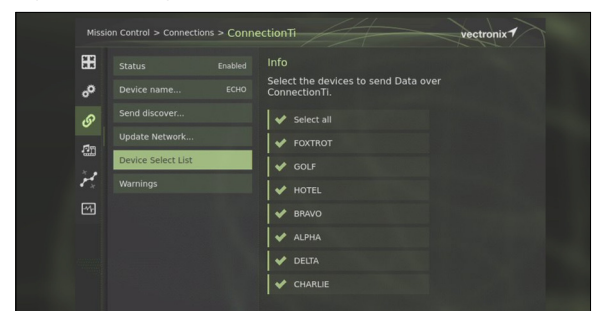 Mission Control > Connections > ConnectionTi
vectronix
Status Enabled
Device name... ECHO
Send discover...
Update Network...
Device Select List
Warnings
Info
Select the devices to send Data over
ConnectionTi.
Select all
FOXTROT
GOLF
HOTEL
BRAVO
ALPHA
DELTA
CHARLIE